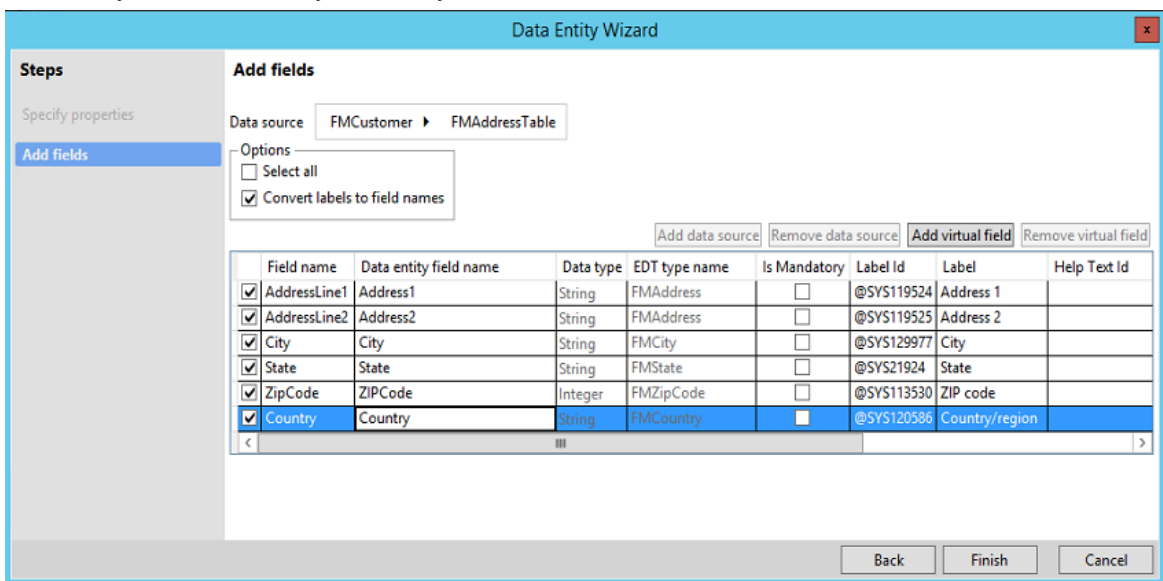 Data Entity Wizard
x
Steps
Specify properties
Add fields
Add fields
Data source FMCustomer FMAddressTable
Options
Select all
Convert labels to field names
Add data source Remove data source Add virtual field Remove virtual field
Field name Data entity field name Data type EDT type name Is Mandatory Label Id Label Help Text Id
AddressLine1 Address1 String FMAddress @SYS119524 Address 1
AddressLine2 Address2 String FMAddress @SYS119525 Address 2
City City String FMCity @SYS129977 City
State State String FMState @SYS21924 State
ZipCode ZIPCode Integer FMZipCode @SYS113530 ZIP code
Country Country String FMCountry @SYS120586 Country/region
Back Finish Cancel